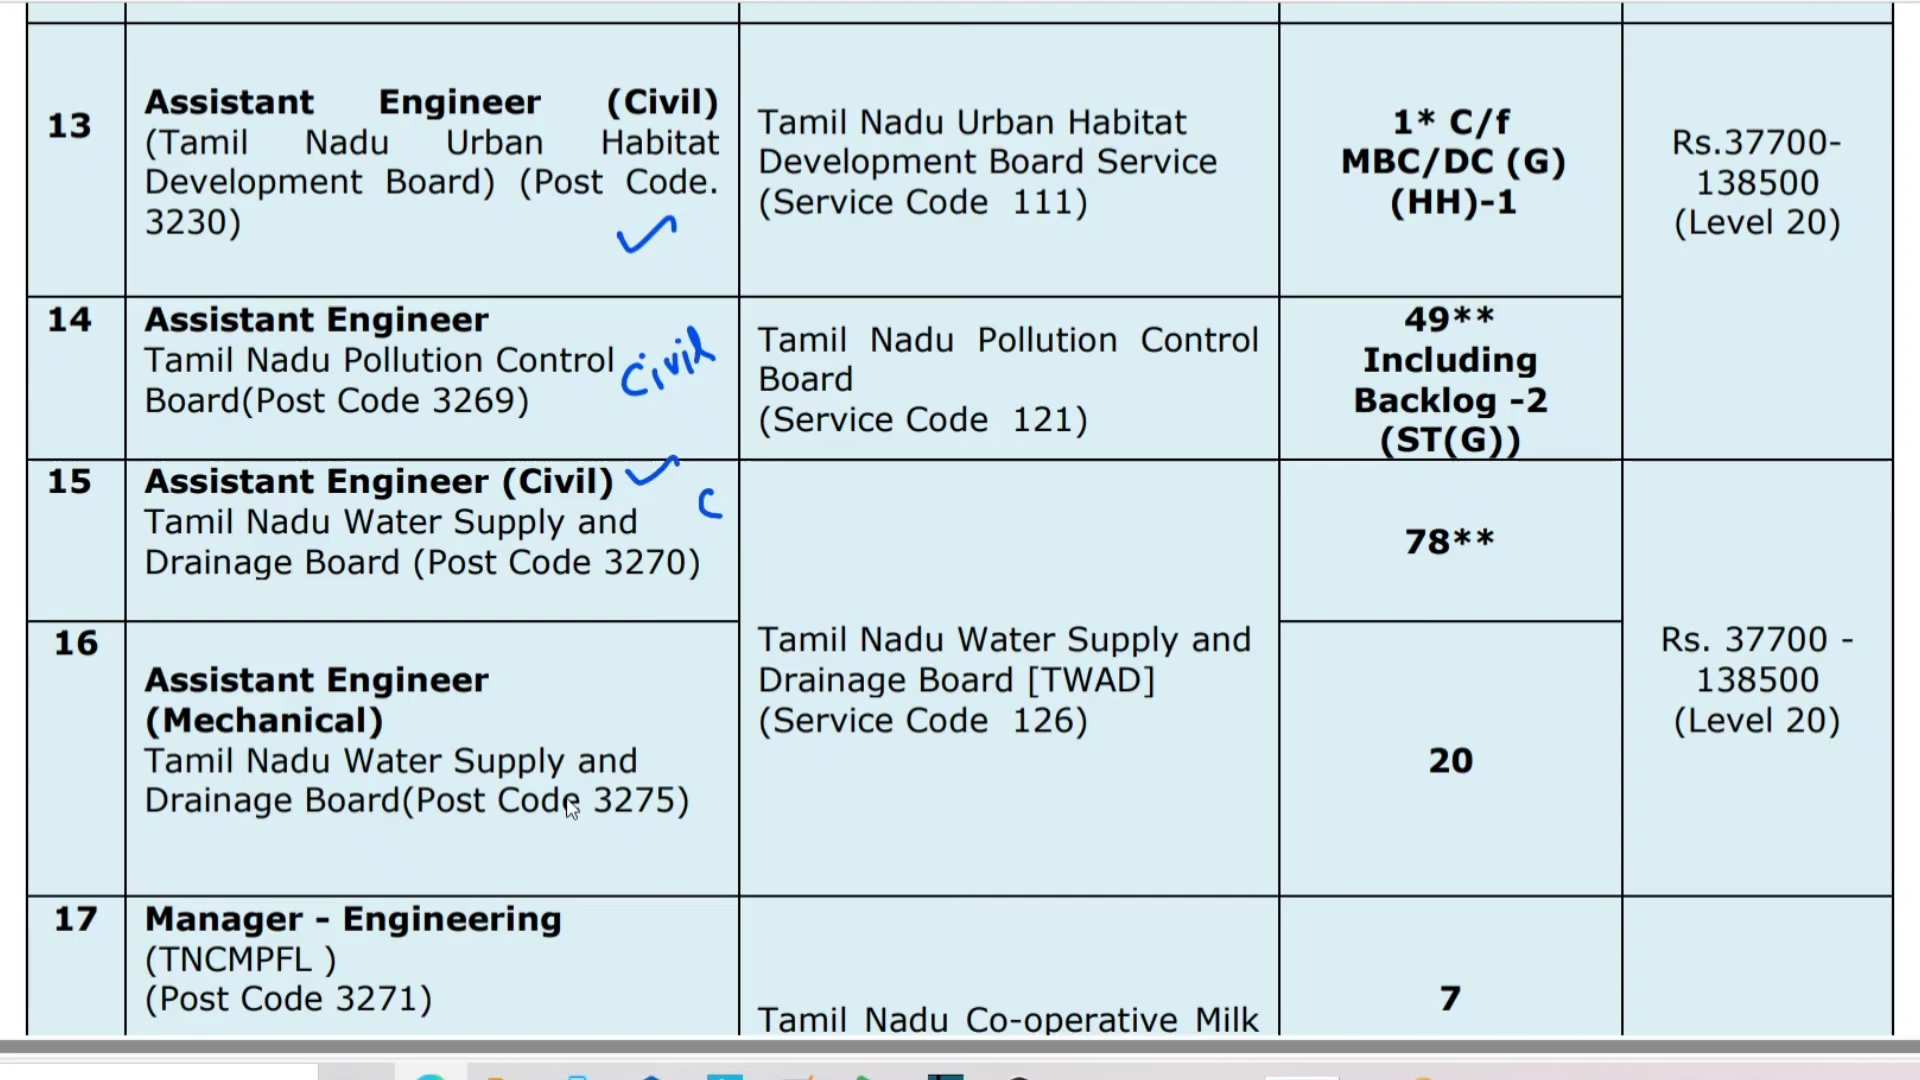 13
Assistant Engineer (Civil)
(Tamil Nadu Urban Habitat
Development Board) (Post Code.
3230)
Tamil Nadu Urban Habitat
Development Board Service
(Service Code 111)
1* C/f
MBC/DC (G)
(HH)-1
Rs.37700-
138500
(Level 20)
14
Assistant Engineer
Tamil Nadu Pollution Control
Board(Post Code 3269)
Civil
Tamil Nadu Pollution Control
Board
(Service Code 121)
49**
Including
Backlog -2
(ST(G))
15
Assistant Engineer (Civil)
C
Tamil Nadu Water Supply and
Drainage Board (Post Code 3270)
78**
16
Assistant Engineer
(Mechanical)
Tamil Nadu Water Supply and
Drainage Board(Post Code 3275)
Tamil Nadu Water Supply and
Drainage Board [TWAD]
(Service Code 126)
20
Rs. 37700 -
138500
(Level 20)
17
Manager - Engineering
(TNCMPFL )
(Post Code 3271)
Tamil Nadu Co-operative Milk
7